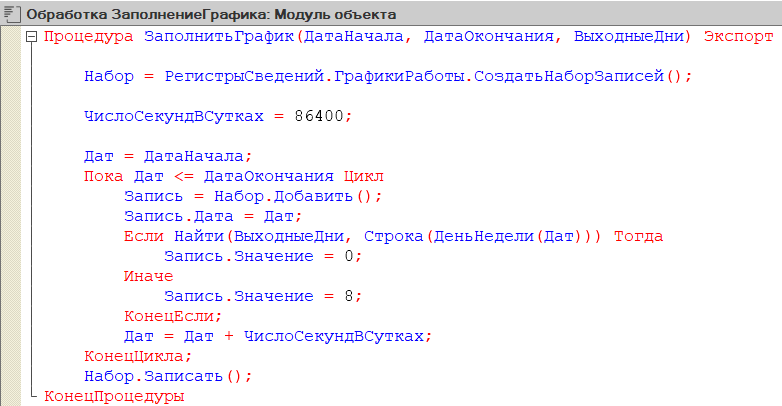 Обработка ЗаполнениеГрафика: Модуль объекта
Процедура ЗаполнитьГрафик(ДатаНачала, ДатаОкончания, ВыходныеДни) Экспорт
Набор = РегистрыСведений.ГрафикиРаботы.СоздатьНаборЗаписей();
ЧислоСекундВСутках = 86400;
Дат = ДатаНачала;
Пока Дат <= ДатаОкончания Цикл
Запись = Набор.Добавить();
Запись.Дата = Дат;
Если Найти(ВыходныеДни, Строка(ДеньНедели(Дат))) Тогда
Запись.Значение = 0;
Иначе
Запись.Значение = 8;
КонецЕсли;
Дат = Дат + ЧислоСекундВСутках;
КонецЦикла;
Набор.Записать();
КонецПроцедуры